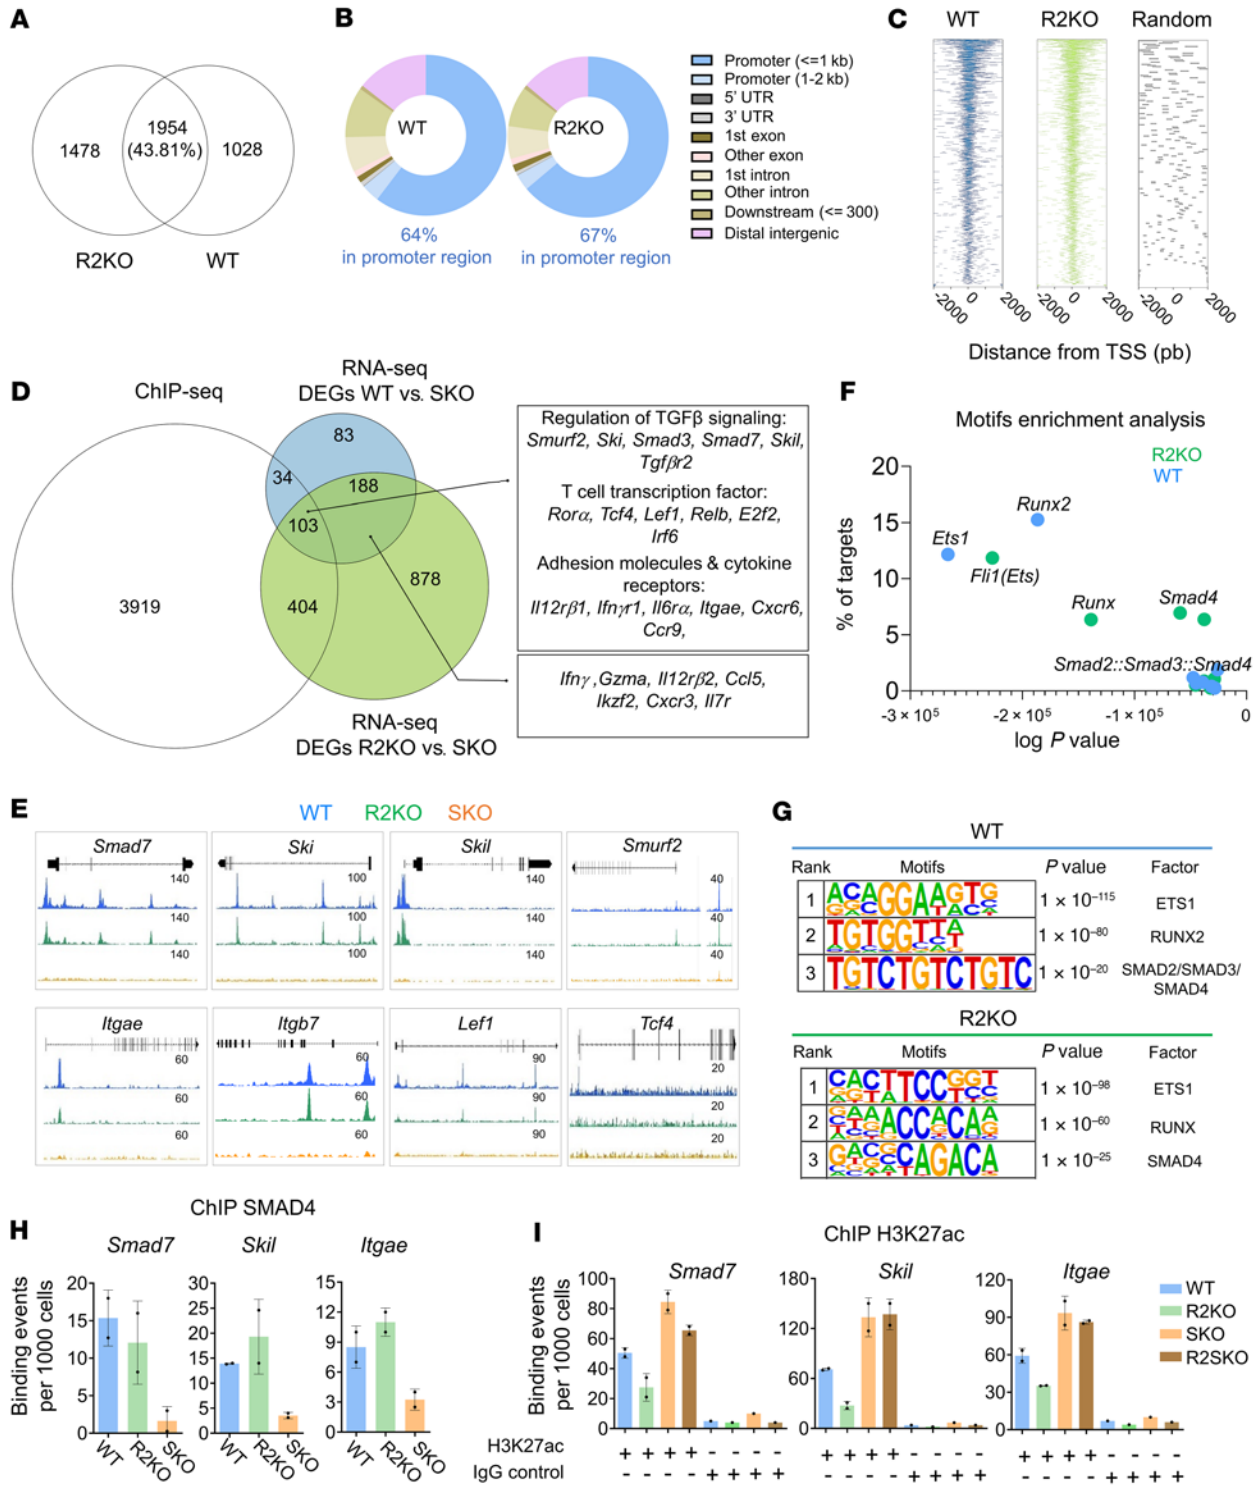 A
1478
1954
(43.81%)
1028
R2KO
WT
B
WT
R2KO
64%
in promoter region
67%
in promoter region
Promoter (<=1 kb)
Promoter (1-2 kb)
5' UTR
3' UTR
1st exon
Other exon
1st intron
Other intron
Downstream (<= 300)
Distal intergenic
C
WT R2KO Random
-2000 0 2000 -2000 0 2000 -2000 0 2000
Distance from TSS (pb)
D
ChIP-seq
RNA-seq
DEGs WT vs. SKO
83
34
188
103
878
404
3919
RNA-seq
DEGs R2KO vs. SKO
Regulation of TGFβ signaling:
Smurf2, Ski, Smad3, Smad7, Skil,
Tgfβr2
T cell transcription factor:
Rorα, Tcf4, Lef1, Relb, E2f2,
Irf6
Adhesion molecules & cytokine
receptors:
Il12rβ1, Ifnγr1, Il6rα, Itgae, Cxcr6,
Ccr9,
Ifnγ ,Gzma, Il12rβ2, Ccl5,
Ikzf2, Cxcr3, Il7r
F
Motifs enrichment analysis
R2KO
WT
% of targets
20
15
10
5
0
Runx2
Ets1
Fli1(Ets)
Runx
Smad4
Smad2::Smad3::Smad4
-3 × 10⁵ -2 × 10⁵ -1 × 10⁵ 0
log P value
E
WT R2KO SKO
Smad7
140
140
140
Ski
100
100
100
Skil
140
140
140
Smurf2
40
40
40
Itgae
60
60
60
Itgb7
60
60
60
Lef1
90
90
90
Tcf4
20
20
20
G
WT
Rank Motifs P value Factor
1 1 × 10⁻¹¹⁵ ETS1
2 TGTGG 1 × 10⁻⁸⁰ RUNX2
3 TGTCTGTCTGTC 1 × 10⁻²⁰ SMAD2/SMAD3/
SMAD4
R2KO
Rank Motifs P value Factor
1 1 × 10⁻⁹⁸ ETS1
2 1 × 10⁻⁶⁰ RUNX
3 1 × 10⁻²⁵ SMAD4
H
ChIP SMAD4
Binding events
per 1000 cells
Smad7
20
15
10
5
0
WT R2KO SKO
Skil
30
25
20
15
10
5
0
WT R2KO SKO
Itgae
15
12
9
6
3
0
WT R2KO SKO
I
ChIP H3K27ac
Binding events
per 1000 cells
Smad7
100
80
60
40
20
0
Skil
180
120
60
0
Itgae
120
90
60
30
0
WT
R2KO
SKO
R2SKO
H3K27ac + + + + - - - - + + + + - - - - + + + + - - - -
IgG control - - - - + + + + - - - - + + + + - - - - + + + +